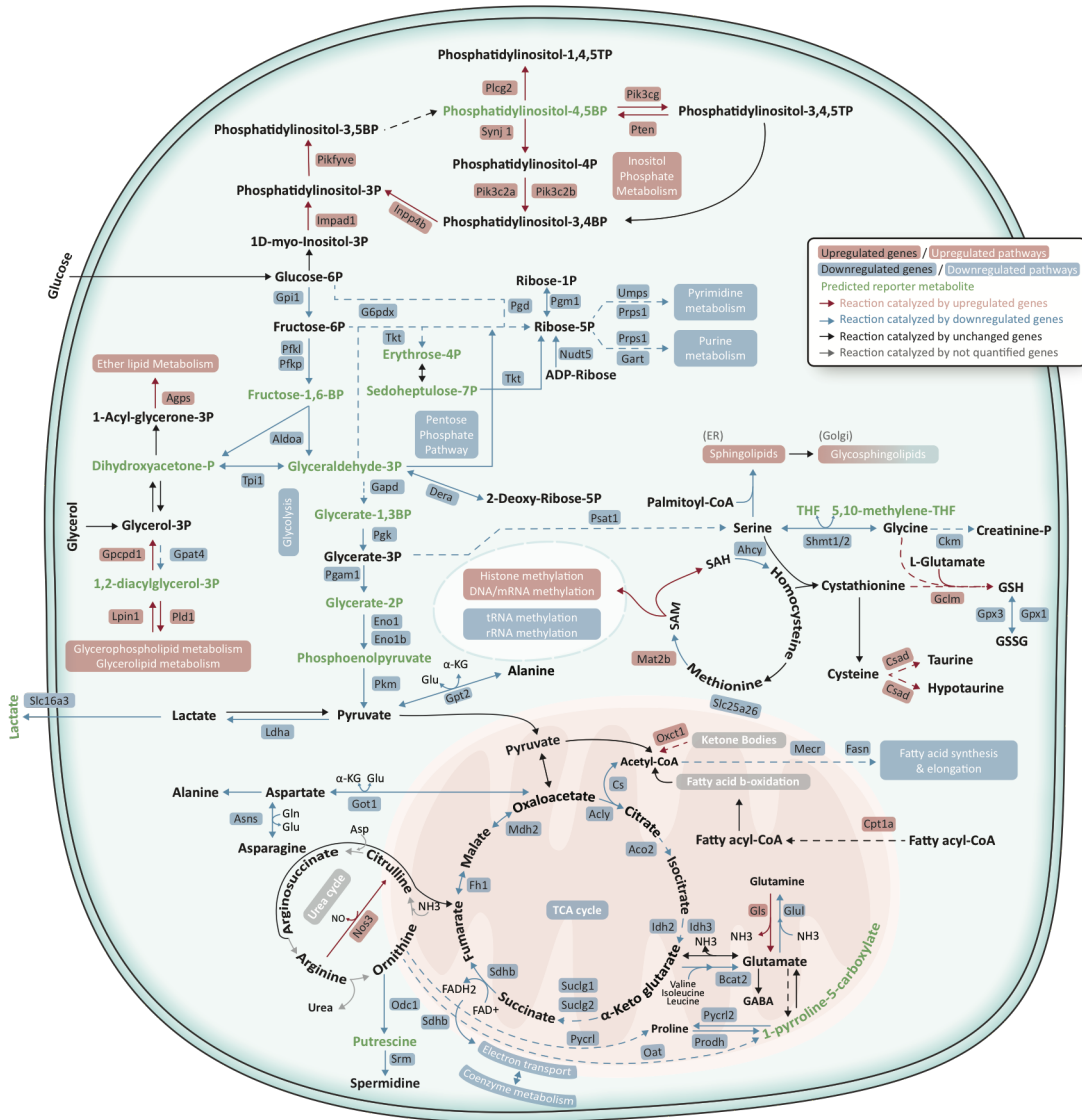 Phosphatidylinositol-1,4,5TP
Plcg2
Phosphatidylinositol-4,5BP
Pik3cg
Pten
Phosphatidylinositol-3,4,5TP
Phosphatidylinositol-3,5BP
Synj 1
Pikfyve
Phosphatidylinositol-4P
Inositol
Phosphate
Metabolism
Phosphatidylinositol-3P
Pik3c2a
Pik3c2b
Inpp4b
Phosphatidylinositol-3,4BP
Impad1
1D-myo-Inositol-3P
Glucose
Glucose-6P
Upregulated genes / Upregulated pathways
Downregulated genes / Downregulated pathways
Predicted reporter metabolite
Reaction catalyzed by upregulated genes
Reaction catalyzed by downregulated genes
Reaction catalyzed by unchanged genes
Reaction catalyzed by not quantified genes
Ribose-1P
Gpi1
G6pdx
Pgd
Pgm1
Umps
Prps1
Pyrimidine
metabolism
Fructose-6P
Tkt
Ribose-5P
Pfkl
Pfkp
Erythrose-4P
Nudt5
Prps1
Gart
Purine
metabolism
Ether lipid Metabolism
Agps
Fructose-1,6-BP
Sedoheptulose-7P
Tkt
ADP-Ribose
1-Acyl-glycerone-3P
Aldoa
Pentose
Phosphate
Pathway
Dihydroxyacetone-P
Tpi1
Glyceraldehyde-3P
Gapd
Dera
2-Deoxy-Ribose-5P
(ER)
Sphingolipids
(Golgi)
Glycosphingolipids
Palmitoyl-CoA
Glycerol
Glycerol-3P
Glycolysis
Glycerate-1,3BP
Pgk
Psat1
Serine
THF
5,10-methylene-THF
Shmt1/2
Glycine
Ckm
Creatinine-P
Gpcpd1
Gpat4
Glycerate-3P
Pgam1
1,2-diacylglycerol-3P
Glycerate-2P
Histone methylation
DNA/mRNA methylation
tRNA methylation
rRNA methylation
SAH
Ahcy
Homocysteine
SAM
Mat2b
Methionine
Slc25a26
L-Glutamate
Cystathionine
Gclm
GSH
Gpx3
Gpx1
GSSG
Lpin1
Pld1
Eno1
Eno1b
Glycerophospholipid metabolism
Glycerolipid metabolism
Phosphoenolpyruvate
Cysteine
Csad
Csad
Taurine
Hypotaurine
Pkm
Glu
α-KG
Gpt2
Alanine
Lactate
Slc16a3
Lactate
Ldha
Pyruvate
Pyruvate
Oxct1
Ketone Bodies
Acetyl-CoA
Mecr
Fasn
Fatty acid synthesis
& elongation
Fatty acid b-oxidation
Alanine
Aspartate
α-KG
Glu
Got1
Oxaloacetate
Cs
Acly
Citrate
Asns
Gln
Glu
Asparagine
Mdh2
Malate
Aco2
Isocitrate
Fatty acyl-CoA
Cpt1a
Fatty acyl-CoA
Asp
Argininosuccinate
Citrulline
Urea cycle
NO
Nos3
NH3
Fh1
Fumarate
TCA cycle
Glutamine
Gls
Glul
NH3
NH3
Idh2
Idh3
NH3
Glutamate
Arginine
Ornithine
Urea
Sdhb
FADH2
FAD+
Succinate
Suclg1
Suclg2
α-Keto glutarate
Valine
Isoleucine
Leucine
Bcat2
GABA
Odc1
Sdhb
Pycrl
Proline
Pycrl2
Prodh
1-pyrroline-5-carboxylate
Oat
Putrescine
Srm
Spermidine
Electron transport
Coenzyme metabolism